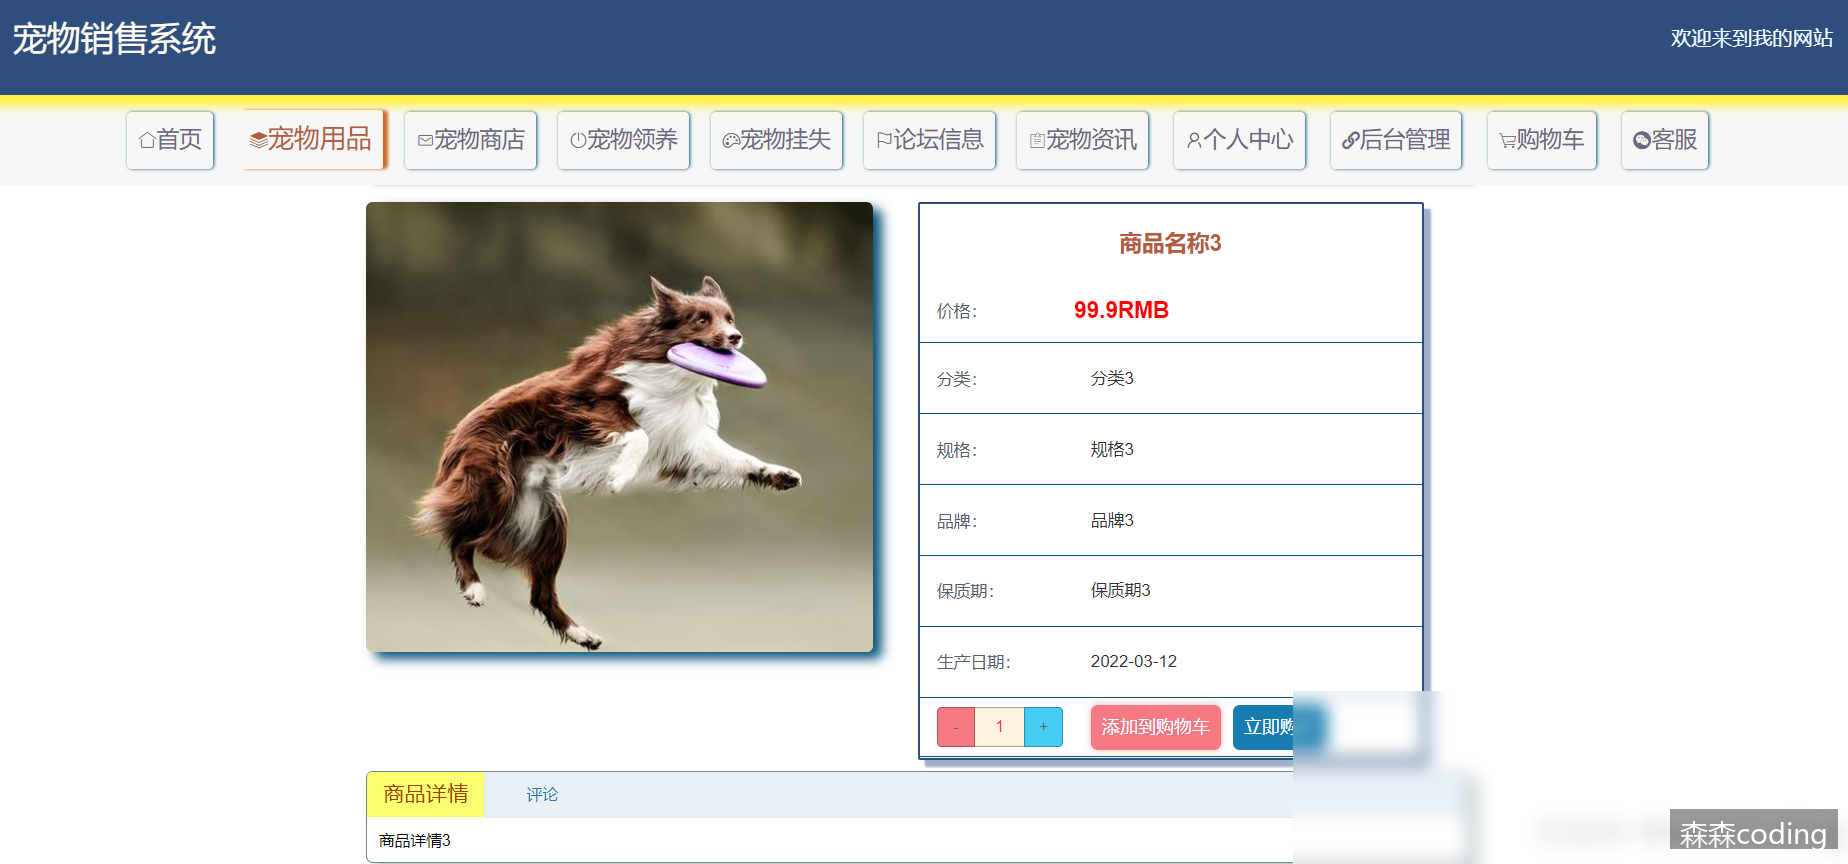 宠物销售系统
欢迎来到我的网站
首页 宠物用品 宠物商店 宠物领养 宠物挂失 论坛信息 宠物资讯 个人中心 后台管理 购物车 客服
商品名称3
价格： 99.9RMB
分类： 分类3
规格： 规格3
品牌： 品牌3
保质期： 保质期3
生产日期： 2022-03-12
- 1 + 添加到购物车 立即购
商品详情 评论
商品详情3
森森coding